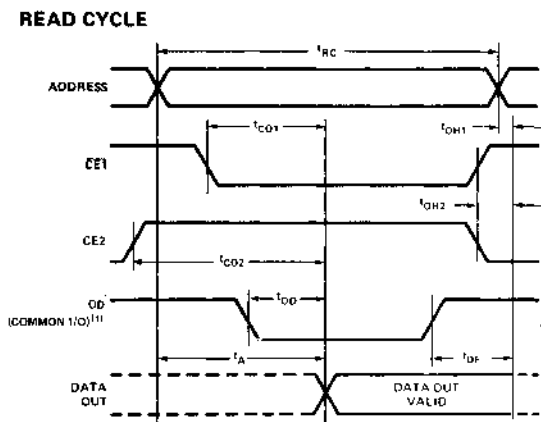 READ CYCLE
tRC
ADDRESS
tCO1
tOH1
CE1
tOH2
CE2
tCO2
OD
(COMMON I/O)[1]
tOD
tA
tDF
DATA
OUT
DATA OUT
VALID